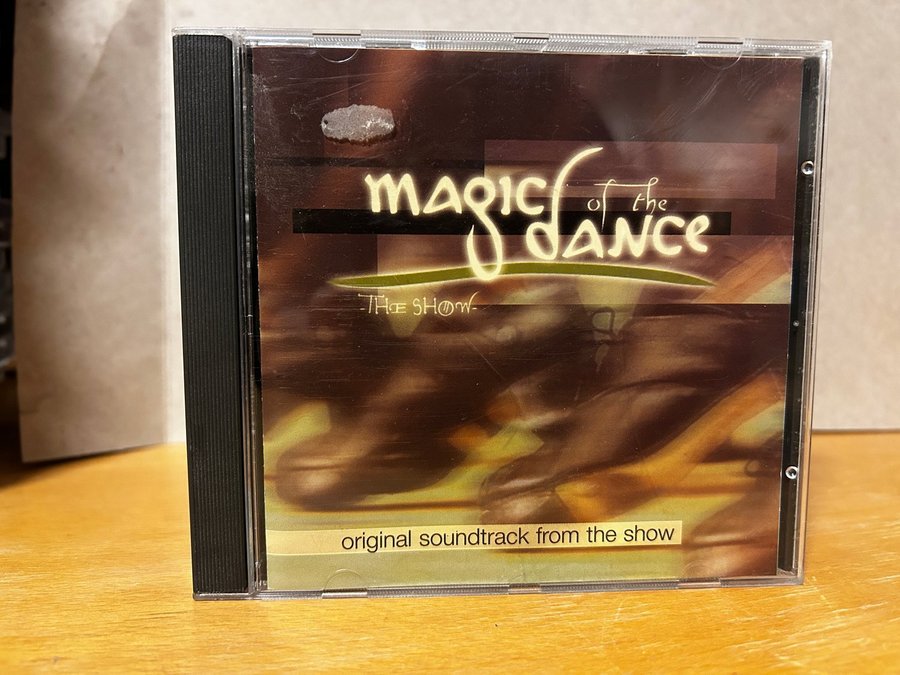 magic of the
dance
-THE SHOW-
original soundtrack from the show